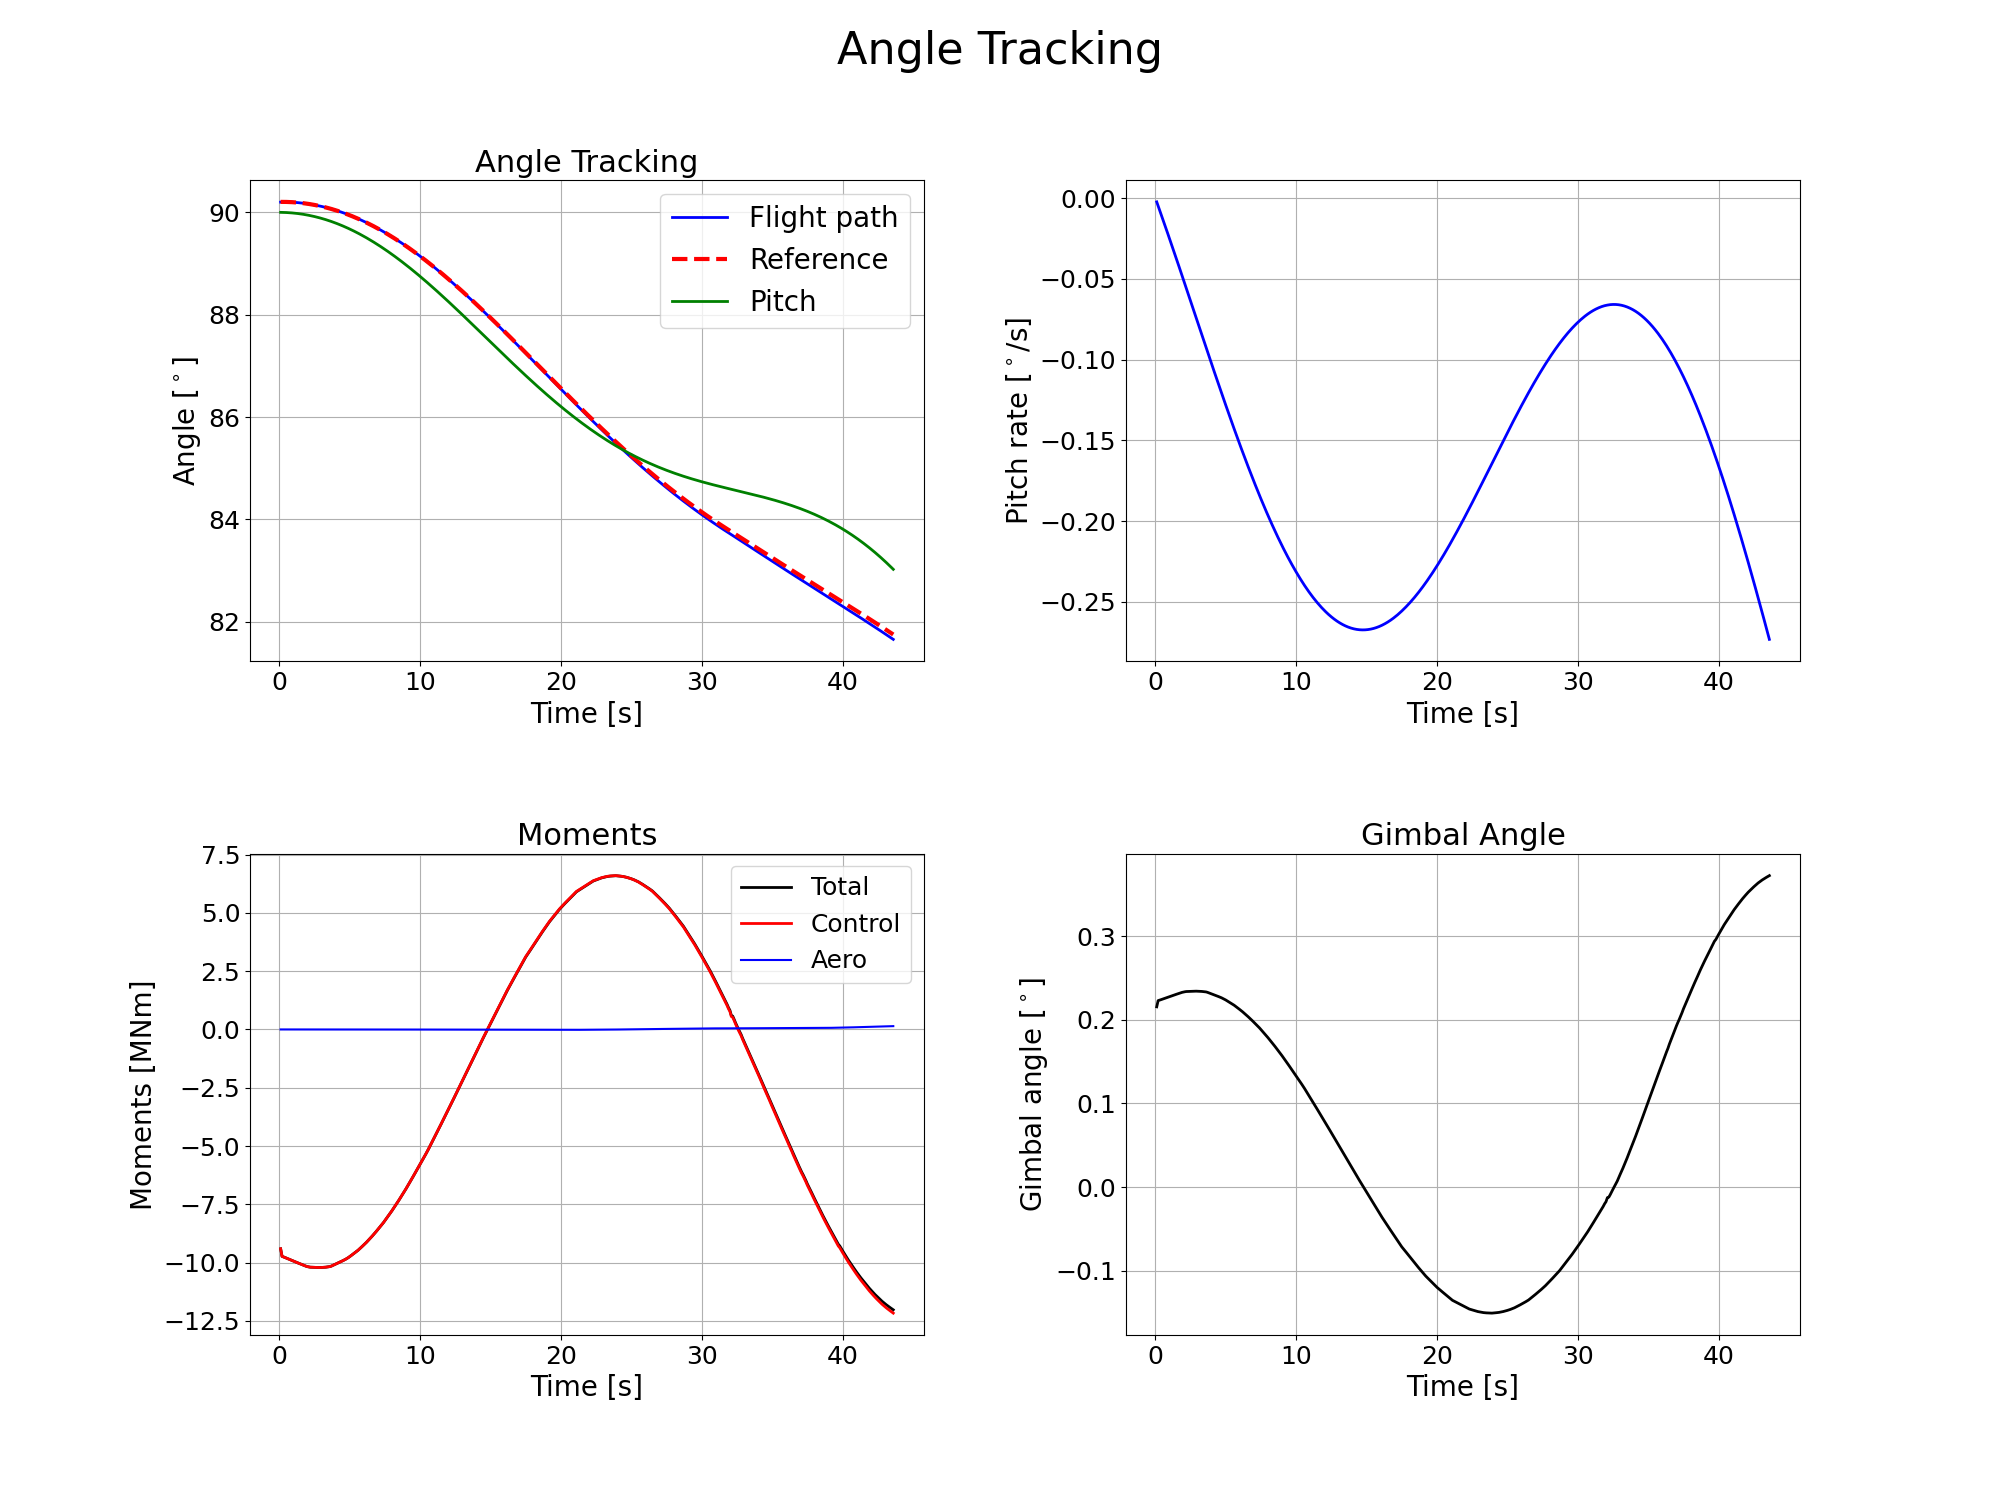 Angle Tracking
Angle Tracking
90
88
86
84
82
Angle [°]
Flight path
Reference
Pitch
0 10 20 30 40
Time [s]
0.00
−0.05
−0.10
−0.15
−0.20
−0.25
Pitch rate [°/s]
0 10 20 30 40
Time [s]
Moments
7.5
5.0
2.5
0.0
−2.5
−5.0
−7.5
−10.0
−12.5
Moments [MNm]
Total
Control
Aero
0 10 20 30 40
Time [s]
Gimbal Angle
0.3
0.2
0.1
0.0
−0.1
Gimbal angle [°]
0 10 20 30 40
Time [s]